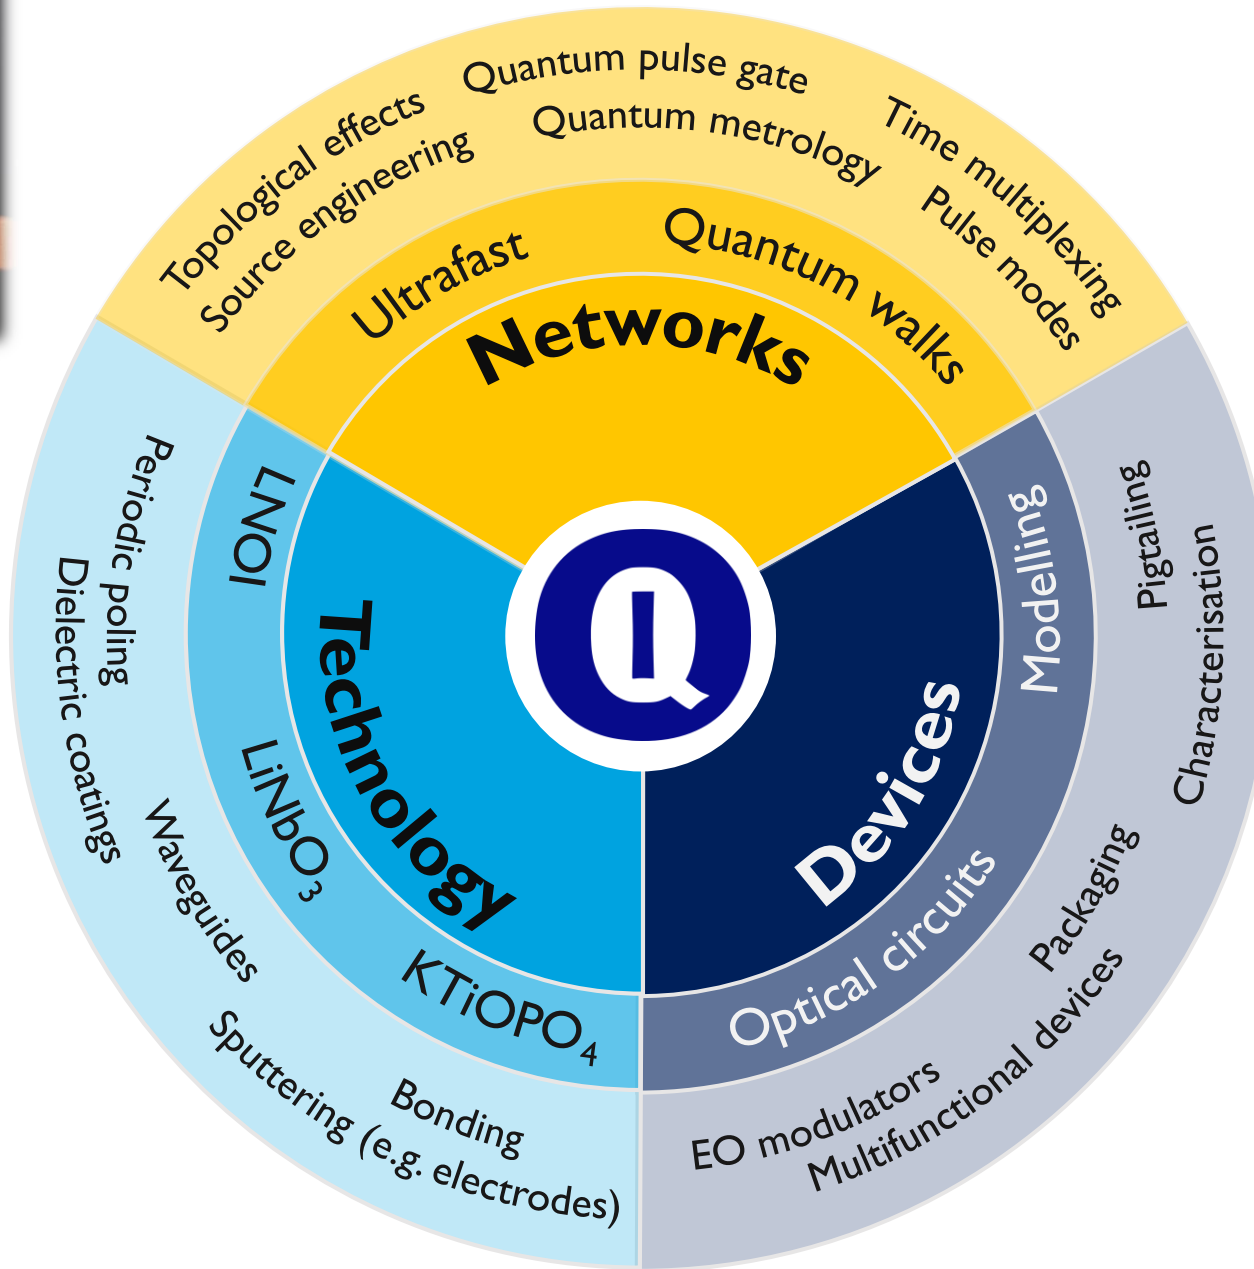 Quantum pulse gate
Quantum metrology
Topological effects
Source engineering
Time multiplexing
Pulse modes
Ultrafast
Quantum walks
Networks
Periodic poling
Dielectric coatings
Waveguides
Sputtering (e.g. electrodes)
Bonding
LNOI
LiNbO₃
KTiOPO₄
Technology
Q
Devices
Modelling
Optical circuits
Pigtailing
Characterisation
Packaging
Multifunctional devices
EO modulators